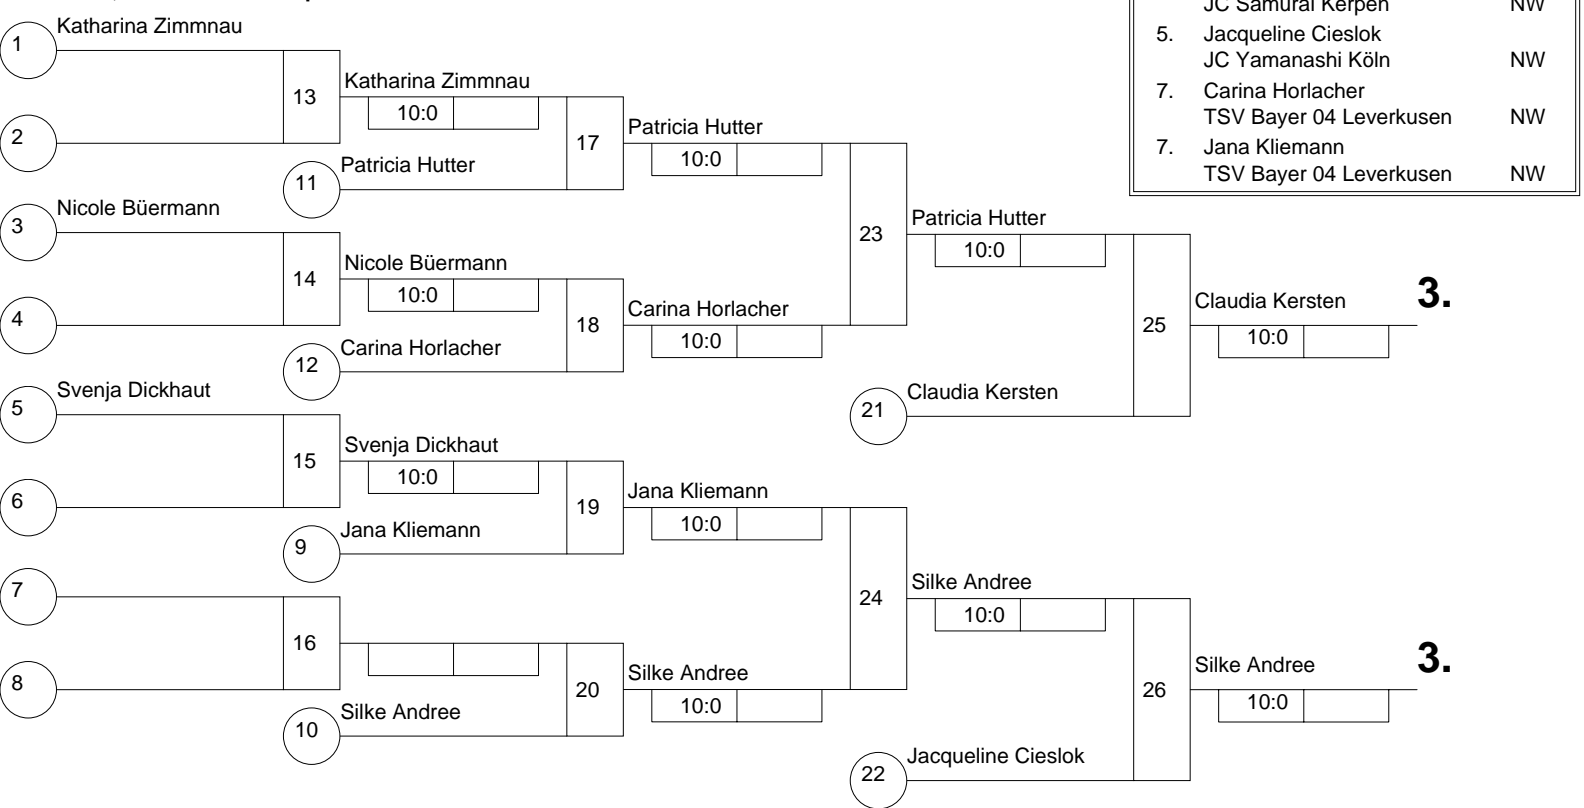 JC Samurai Kerpen NW
5. Jacqueline Cieslok
JC Yamanashi Köln NW
7. Carina Horlacher
TSV Bayer 04 Leverkusen NW
7. Jana Kliemann
TSV Bayer 04 Leverkusen NW
1 Katharina Zimmnau
2
13 Katharina Zimmnau
10:0
11 Patricia Hutter
17 Patricia Hutter
10:0
3 Nicole Büermann
4
14 Nicole Büermann
10:0
12 Carina Horlacher
18 Carina Horlacher
10:0
23 Patricia Hutter
10:0
21 Claudia Kersten
25 Claudia Kersten 3.
10:0
5 Svenja Dickhaut
6
15 Svenja Dickhaut
10:0
9 Jana Kliemann
19 Jana Kliemann
10:0
7
8
16
10 Silke Andree
20 Silke Andree
10:0
24 Silke Andree
10:0
22 Jacqueline Cieslok
26 Silke Andree 3.
10:0